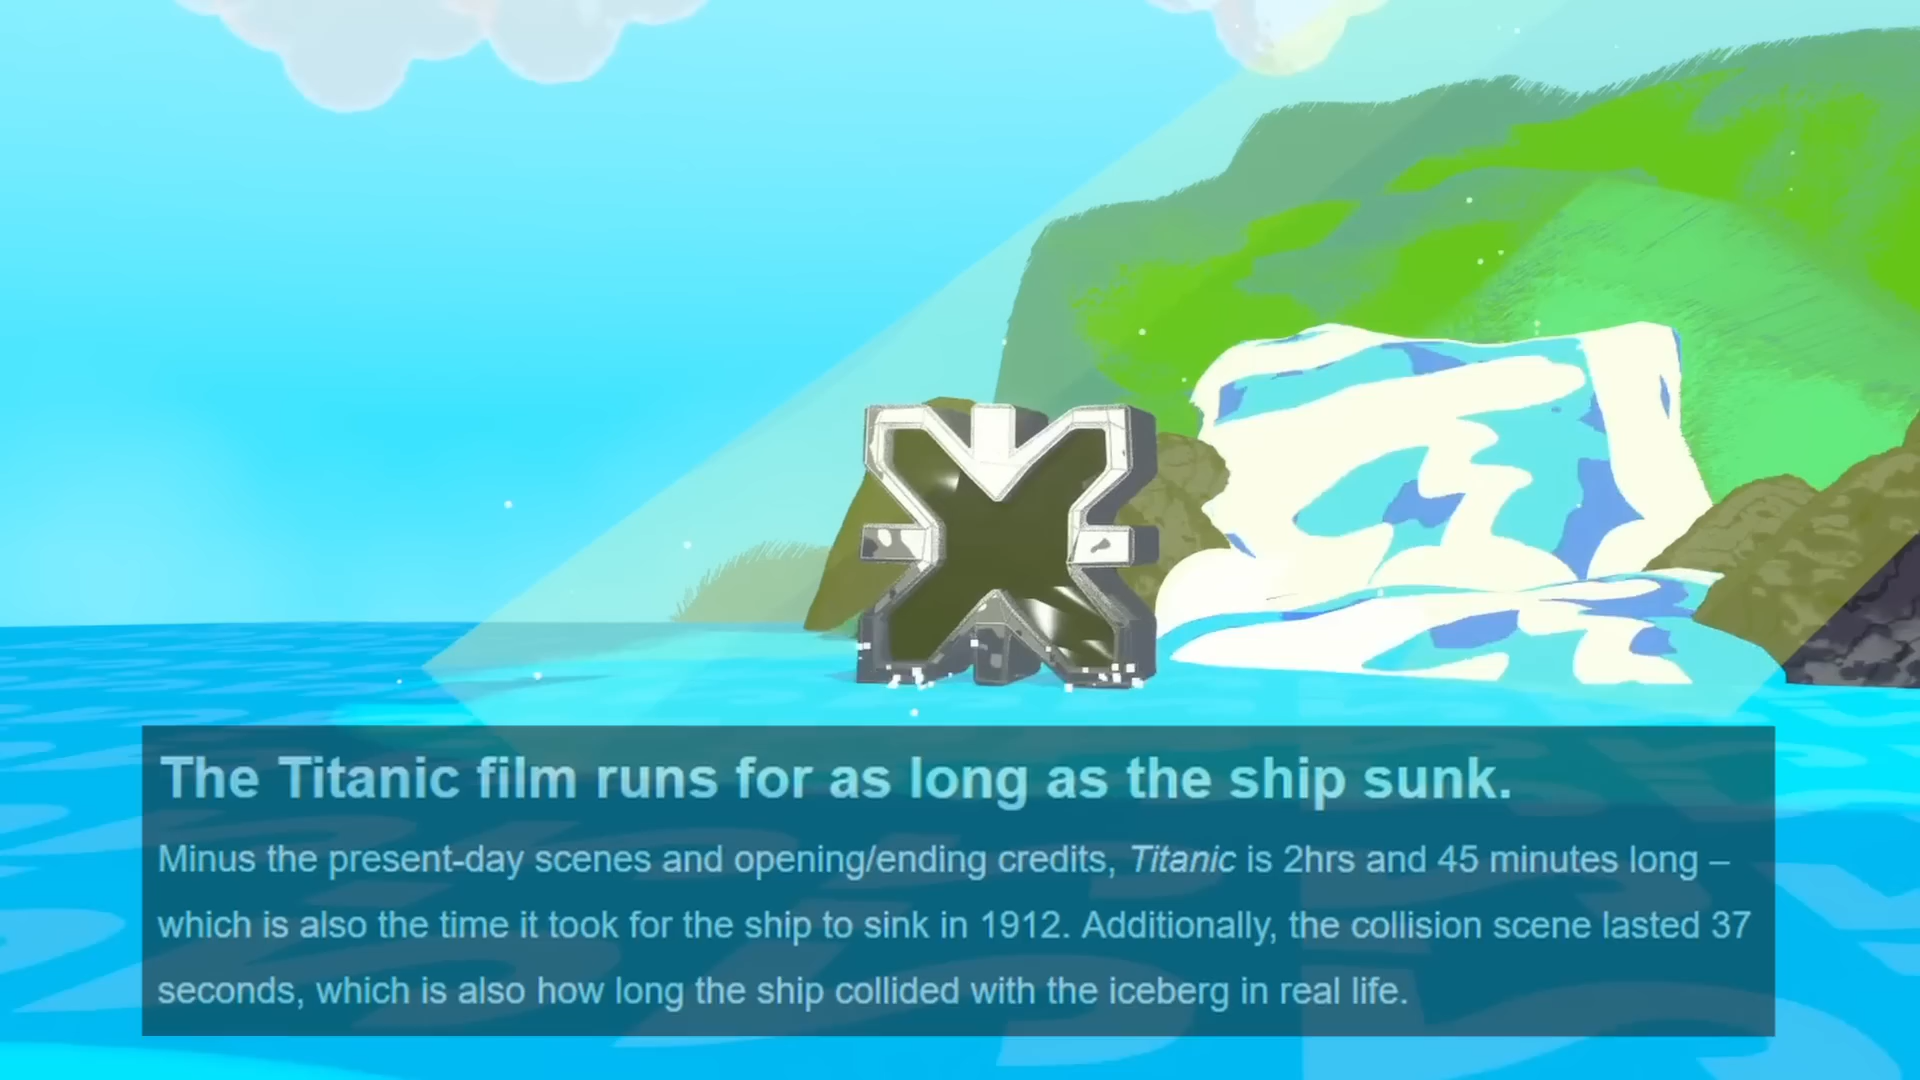 The Titanic film runs for as long as the ship sunk.
Minus the present-day scenes and opening/ending credits, Titanic is 2hrs and 45 minutes long –
which is also the time it took for the ship to sink in 1912. Additionally, the collision scene lasted 37
seconds, which is also how long the ship collided with the iceberg in real life.